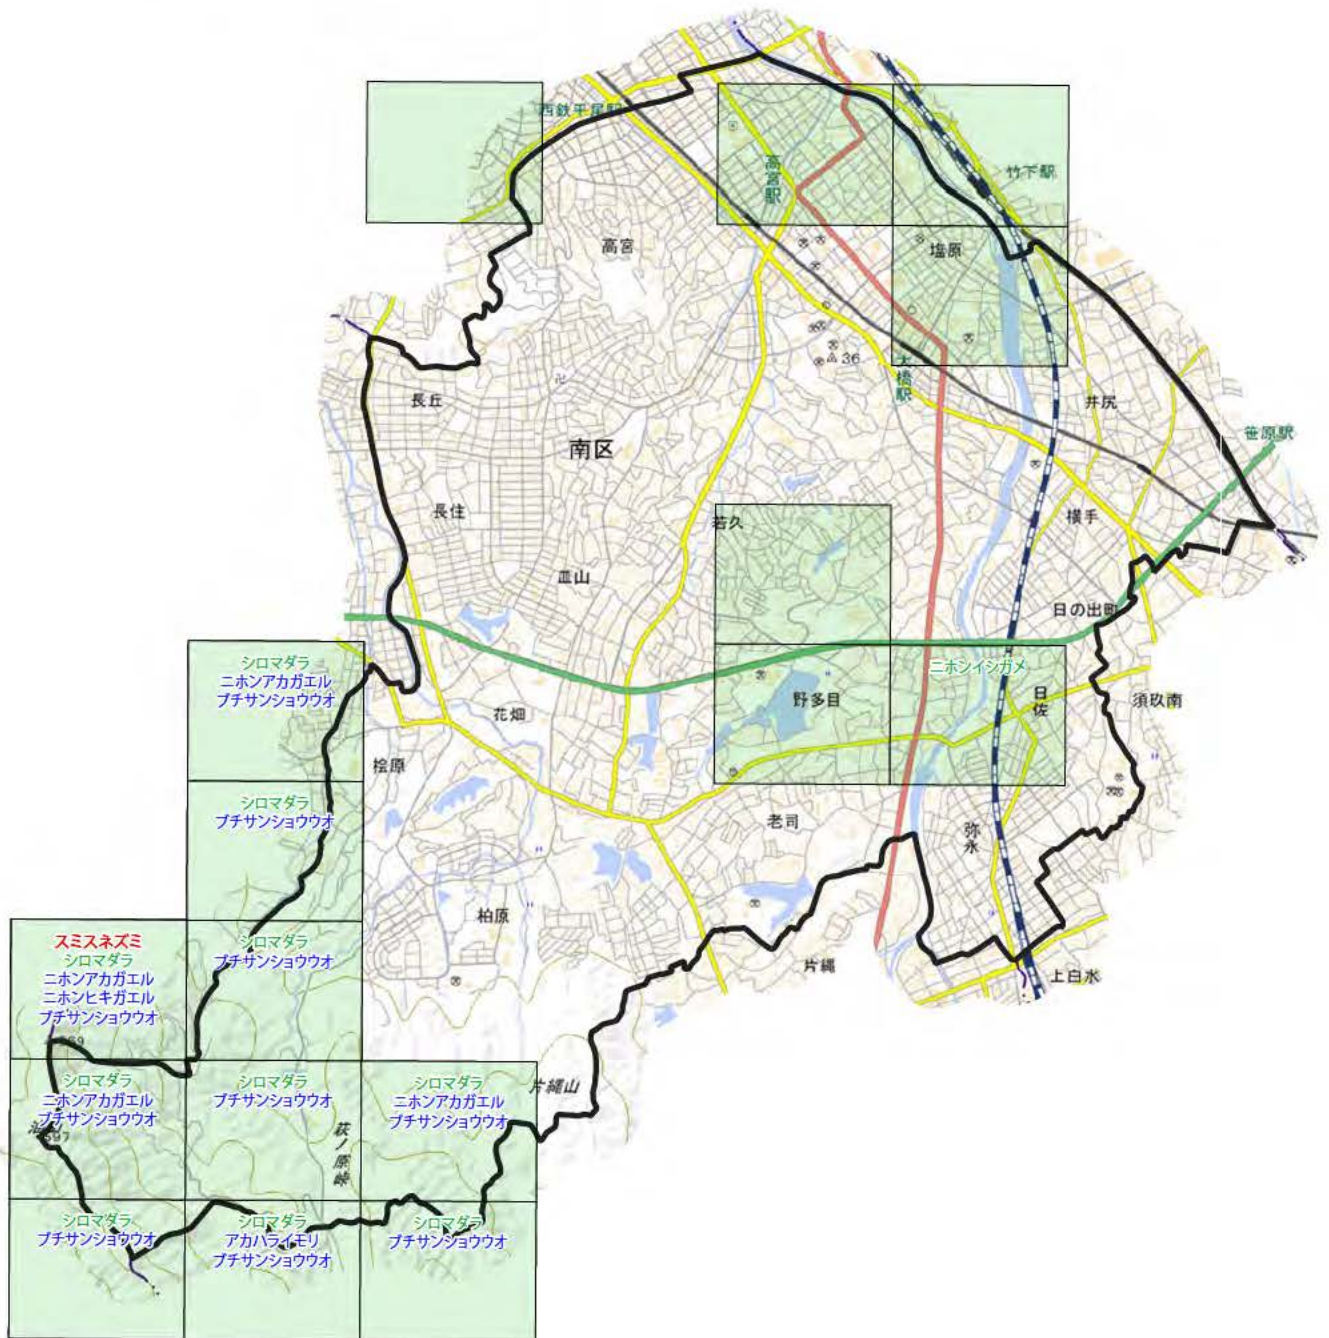 西鉄平尾駅
高宮駅
竹下駅
高宮
塩原
36
大橋駅
長丘
井尻
南区
笹原駅
長住
若久
横手
皿山
日の出町
シロマダラ
ニホンアカガエル
ブチサンショウウオ
ニホンイシガメ
野多目
日佐
須玖南
花畑
桧原
シロマダラ
ブチサンショウウオ
老司
弥永
柏原
スミスネズミ
シロマダラ
ニホンアカガエル
ニホンヒキガエル
ブチサンショウウオ
シロマダラ
ブチサンショウウオ
片縄
上白水
シロマダラ
ニホンアカガエル
ブチサンショウウオ
597
シロマダラ
ブチサンショウウオ
シロマダラ
ニホンアカガエル
ブチサンショウウオ
片縄山
荻ノ原峠
シロマダラ
ブチサンショウウオ
シロマダラ
アカハライモリ
ブチサンショウウオ
シロマダラ
ブチサンショウウオ